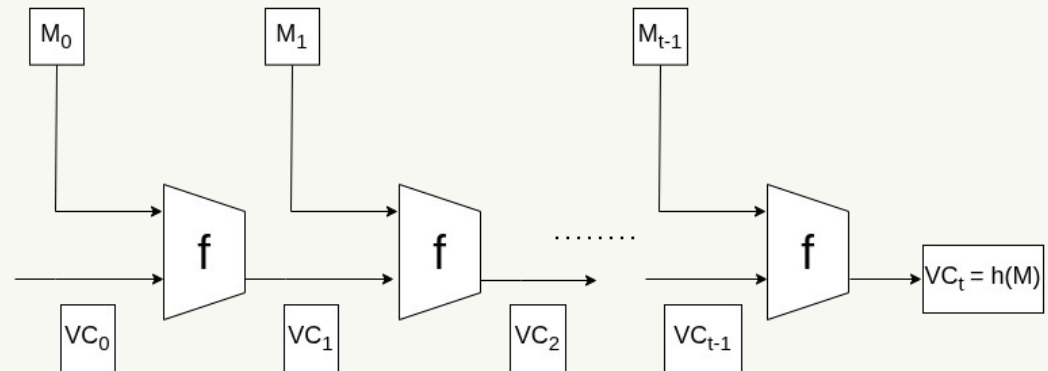 M₀
M₁
Mₜ₋₁
f
f
........
f
VCₜ = h(M)
VC₀
VC₁
VC₂
VCₜ₋₁